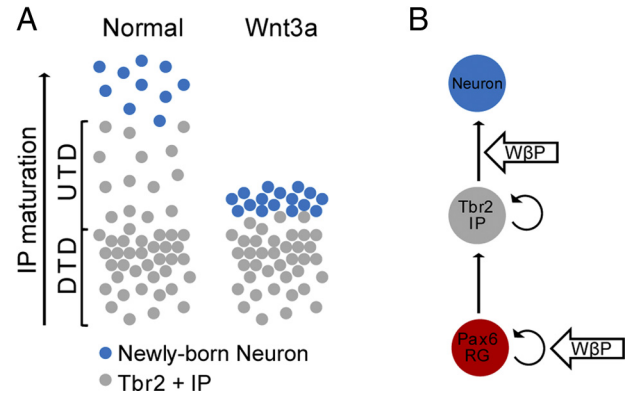 A
Normal
Wnt3a
IP maturation
UTD
DTD
Newly-born Neuron
Tbr2 + IP
B
Neuron
WβP
Tbr2
IP
Pax6
RG
WβP